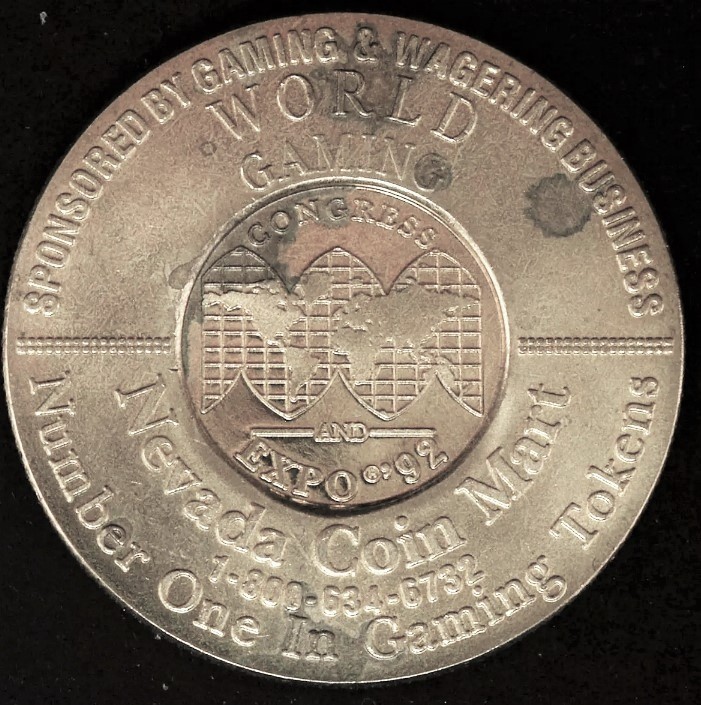 SPONSORED BY GAMING & WAGERING BUSINESS
WORLD
GAMING
CONGRESS
AND
EXPO ©'92
Nevada Coin Mart
1-800-634-6732
Number One In Gaming Tokens